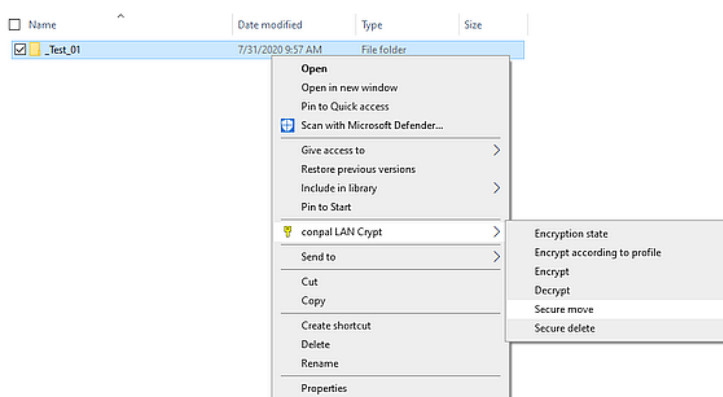 Name Date modified Type Size
_Test_01 7/31/2020 9:57 AM File folder
Open
Open in new window
Pin to Quick access
Scan with Microsoft Defender...
Give access to
Restore previous versions
Include in library
Pin to Start
conpal LAN Crypt
Send to
Cut
Copy
Create shortcut
Delete
Rename
Properties
Encryption state
Encrypt according to profile
Encrypt
Decrypt
Secure move
Secure delete